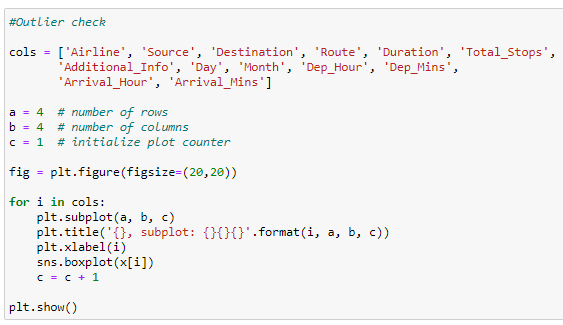 #Outlier check
cols = ['Airline', 'Source', 'Destination', 'Route', 'Duration', 'Total_Stops',
'Additional_Info', 'Day', 'Month', 'Dep_Hour', 'Dep_Mins',
'Arrival_Hour', 'Arrival_Mins']
a = 4  # number of rows
b = 4  # number of columns
c = 1  # initialize plot counter
fig = plt.figure(figsize=(20,20))
for i in cols:
    plt.subplot(a, b, c)
    plt.title('{}, subplot: {}{}{}'.format(i, a, b, c))
    plt.xlabel(i)
    sns.boxplot(x[i])
    c = c + 1
plt.show()